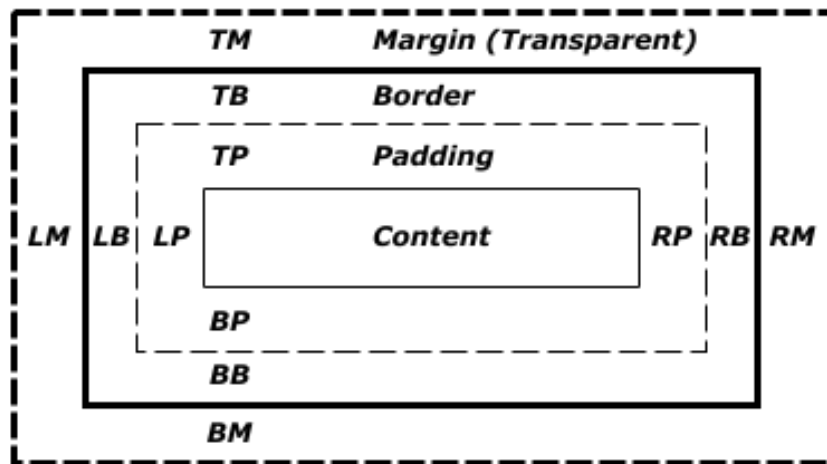 TM Margin (Transparent)
TB Border
TP Padding
LM LB LP Content RP RB RM
BP
BB
BM